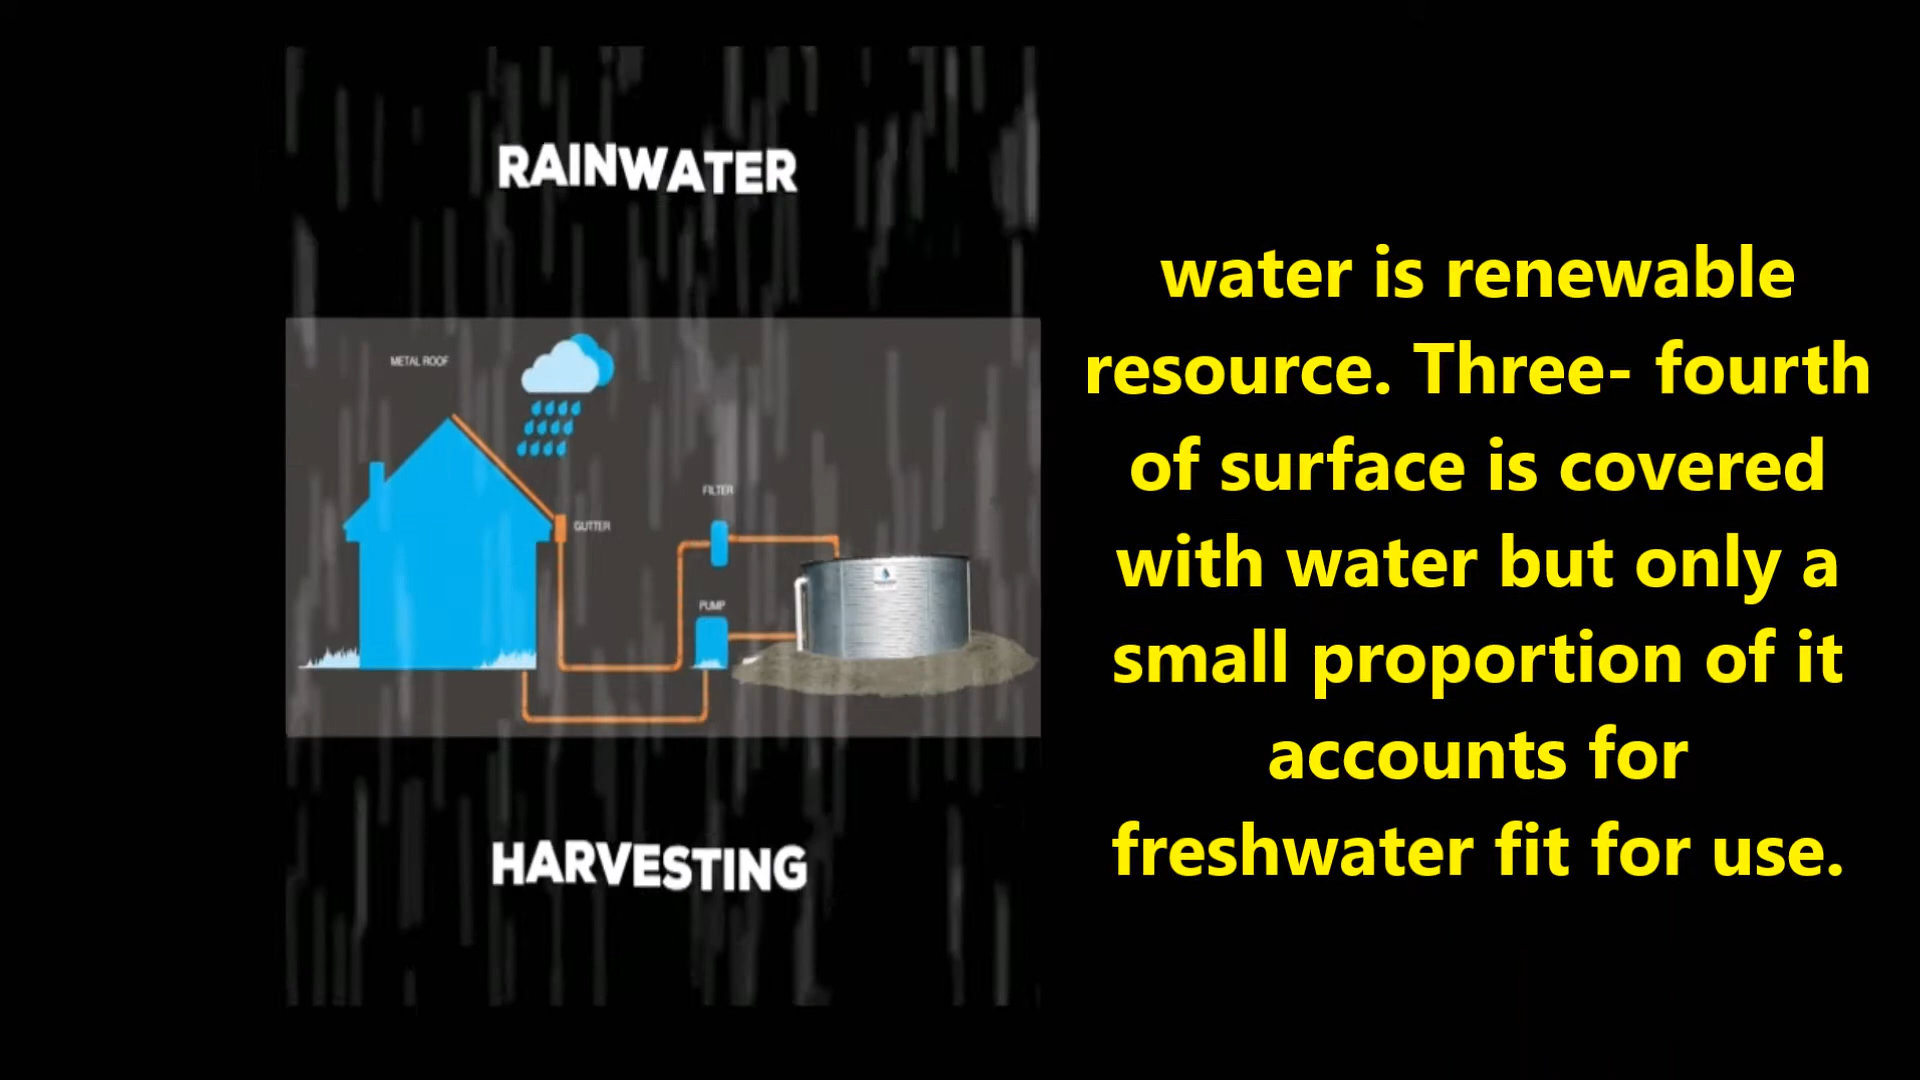 RAINWATER
METAL ROOF
FILTER
GUTTER
PUMP
HARVESTING
water is renewable
resource. Three- fourth
of surface is covered
with water but only a
small proportion of it
accounts for
freshwater fit for use.